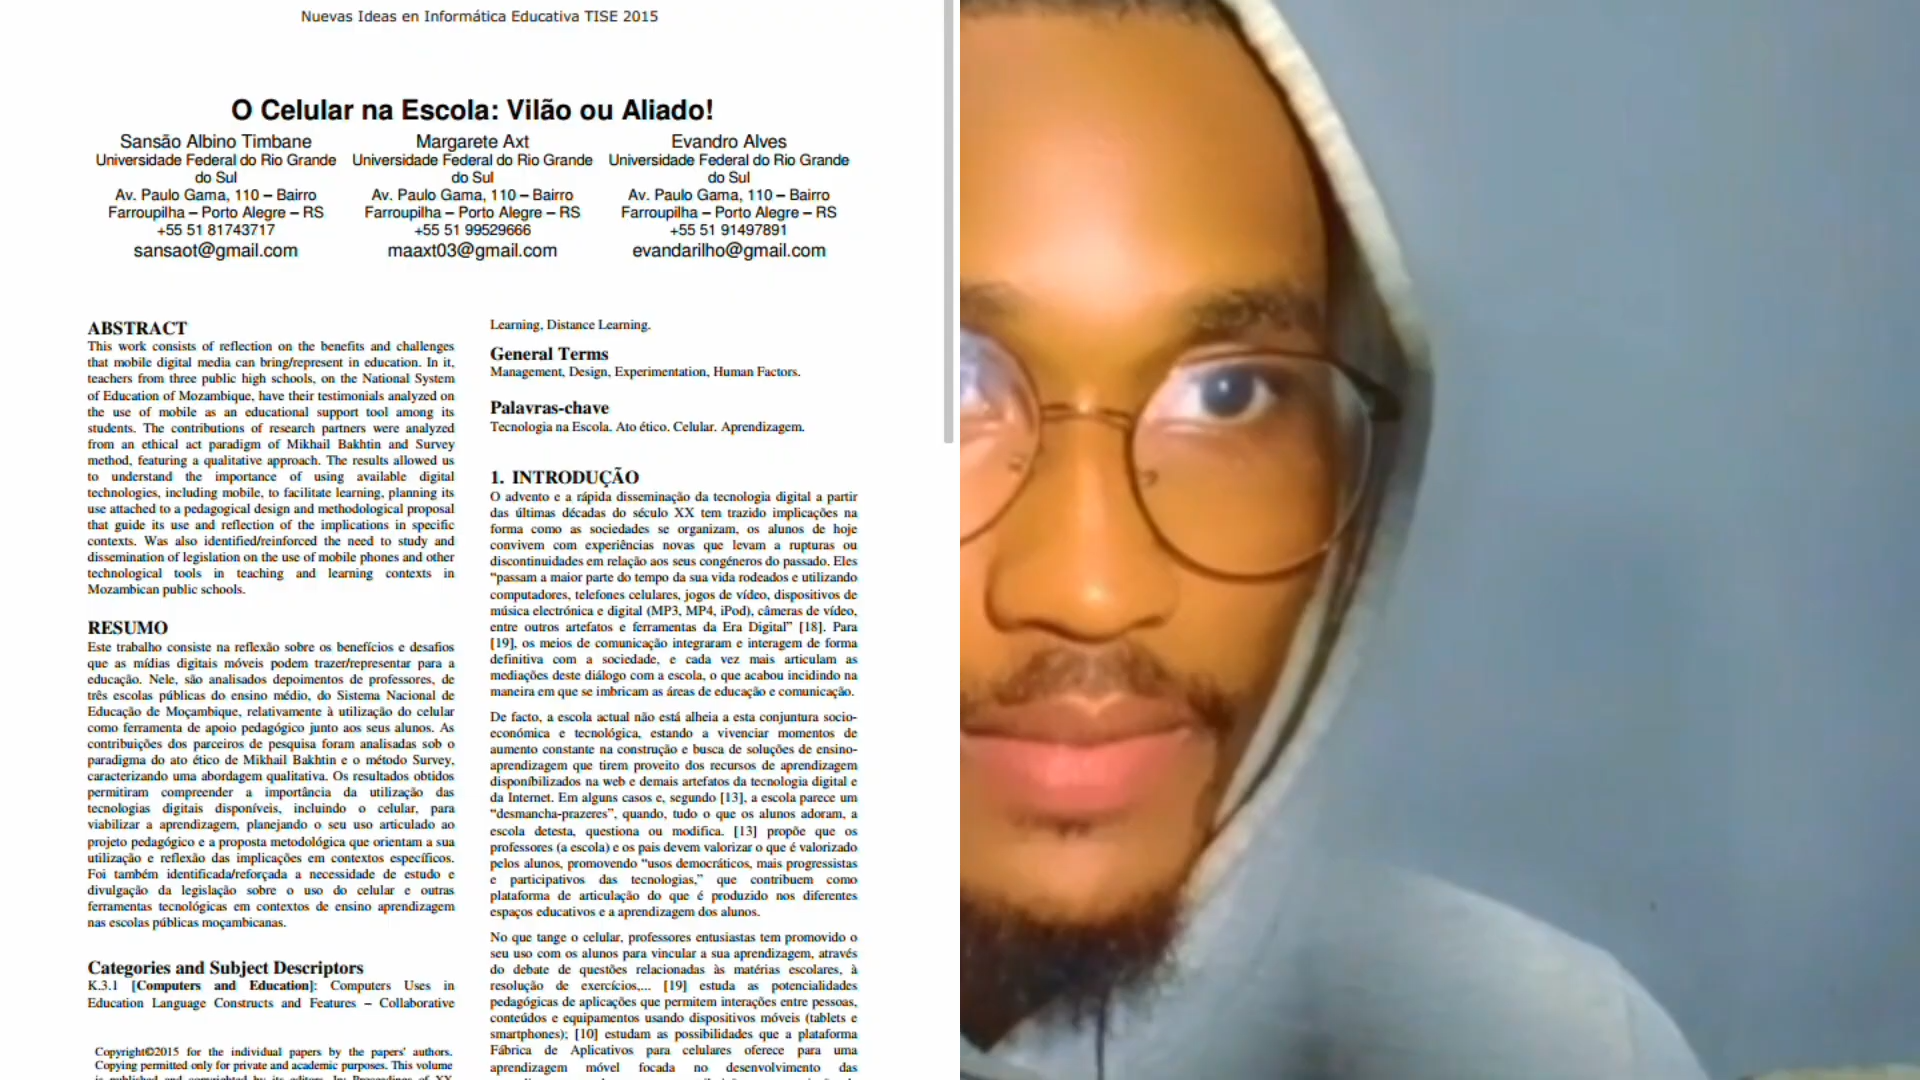 Nuevas Ideas en Informática Educativa TISE 2015
O Celular na Escola: Vilão ou Aliado!
Sansão Albino Timbane
Universidade Federal do Rio Grande
do Sul
Av. Paulo Gama, 110 – Bairro
Farroupilha – Porto Alegre – RS
+55 51 81743717
sansaot@gmail.com
Margarete Axt
Universidade Federal do Rio Grande
do Sul
Av. Paulo Gama, 110 – Bairro
Farroupilha – Porto Alegre – RS
+55 51 99529666
maaxt03@gmail.com
Evandro Alves
Universidade Federal do Rio Grande
do Sul
Av. Paulo Gama, 110 – Bairro
Farroupilha – Porto Alegre – RS
+55 51 91497891
evandarilho@gmail.com
ABSTRACT
This work consists of reflection on the benefits and challenges
that mobile digital media can bring/represent in education. In it,
teachers from three public high schools, on the National System
of Education of Mozambique, have their testimonials analyzed on
the use of mobile as an educational support tool among its
students. The contributions of research partners were analyzed
from an ethical act paradigm of Mikhail Bakhtin and Survey
method, featuring a qualitative approach. The results allowed us
to understand the importance of using available digital
technologies, including mobile, to facilitate learning, planning its
use attached to a pedagogical design and methodological proposal
that guide its use and reflection of the implications in specific
contexts. Was also identified/reinforced the need to study and
dissemination of legislation on the use of mobile phones and other
technological tools in teaching and learning contexts in
Mozambican public schools.
RESUMO
Este trabalho consiste na reflexão sobre os benefícios e desafios
que as mídias digitais móveis podem trazer/representar para a
educação. Nele, são analisados depoimentos de professores, de
três escolas públicas do ensino médio, do Sistema Nacional de
Educação de Moçambique, relativamente à utilização do celular
como ferramenta de apoio pedagógico junto aos seus alunos. As
contribuições dos parceiros de pesquisa foram analisadas sob o
paradigma do ato ético de Mikhail Bakhtin e o método Survey,
caracterizando uma abordagem qualitativa. Os resultados obtidos
permitiram compreender a importância da utilização das
tecnologias digitais disponíveis, incluindo o celular, para
viabilizar a aprendizagem, planejando o seu uso articulado ao
projeto pedagógico e a proposta metodológica que orientam a sua
utilização e reflexão das implicações em contextos específicos.
Foi também identificada/reforçada a necessidade de estudo e
divulgação da legislação sobre o uso do celular e outras
ferramentas tecnológicas em contextos de ensino aprendizagem
nas escolas públicas moçambicanas.
Categories and Subject Descriptors
K.3.1 [Computers and Education]: Computers Uses in
Education Language Constructs and Features – Collaborative
Copyright©2015 for the individual papers by the papers' authors.
Copying permitted only for private and academic purposes. This volume
is published and copyrighted by its editors. In: Proceedings of XX
Learning, Distance Learning.
General Terms
Management, Design, Experimentation, Human Factors.
Palavras-chave
Tecnologia na Escola. Ato ético. Celular. Aprendizagem.
1. INTRODUÇÃO
O advento e a rápida disseminação da tecnologia digital a partir
das últimas décadas do século XX tem trazido implicações na
forma como as sociedades se organizam, os alunos de hoje
convivem com experiências novas que levam a rupturas ou
discontinuidades em relação aos seus congéneros do passado. Eles
“passam a maior parte do tempo da sua vida rodeados e utilizando
computadores, telefones celulares, jogos de vídeo, dispositivos de
música electrónica e digital (MP3, MP4, iPod), câmeras de vídeo,
entre outros artefatos e ferramentas da Era Digital” [18]. Para
[19], os meios de comunicação integraram e interagem de forma
definitiva com a sociedade, e cada vez mais articulam as
mediações deste diálogo com a escola, o que acabou incidindo na
maneira em que se imbricam as áreas de educação e comunicação.
De facto, a escola actual não está alheia a esta conjuntura socio-
económica e tecnológica, estando a vivenciar momentos de
aumento constante na construção e busca de soluções de ensino-
aprendizagem que tirem proveito dos recursos de aprendizagem
disponíbilizados na web e demais artefatos da tecnologia digital e
da Internet. Em alguns casos e, segundo [13], a escola parece um
“desmancha-prazeres”, quando, tudo o que os alunos adoram, a
escola detesta, questiona ou modifica. [13] propõe que os
professores (a escola) e os pais devem valorizar o que é valorizado
pelos alunos, promovendo “usos democráticos, mais progressistas
e participativos das tecnologias,” que contribuem como
plataforma de articulação do que é produzido nos diferentes
espaços educativos e a aprendizagem dos alunos.
No que tange o celular, professores entusiastas tem promovido o
seu uso com os alunos para vincular a sua aprendizagem, através
do debate de questões relacionadas às matérias escolares, à
resolução de exercícios,... [19] estuda as potencialidades
pedagógicas de aplicações que permitem interações entre pessoas,
conteúdos e equipamentos usando dispositivos móveis (tablets e
smartphones); [10] estudam as possibilidades que a plataforma
Fábrica de Aplicativos para celulares oferece para uma
aprendizagem móvel focada no desenvolvimento das